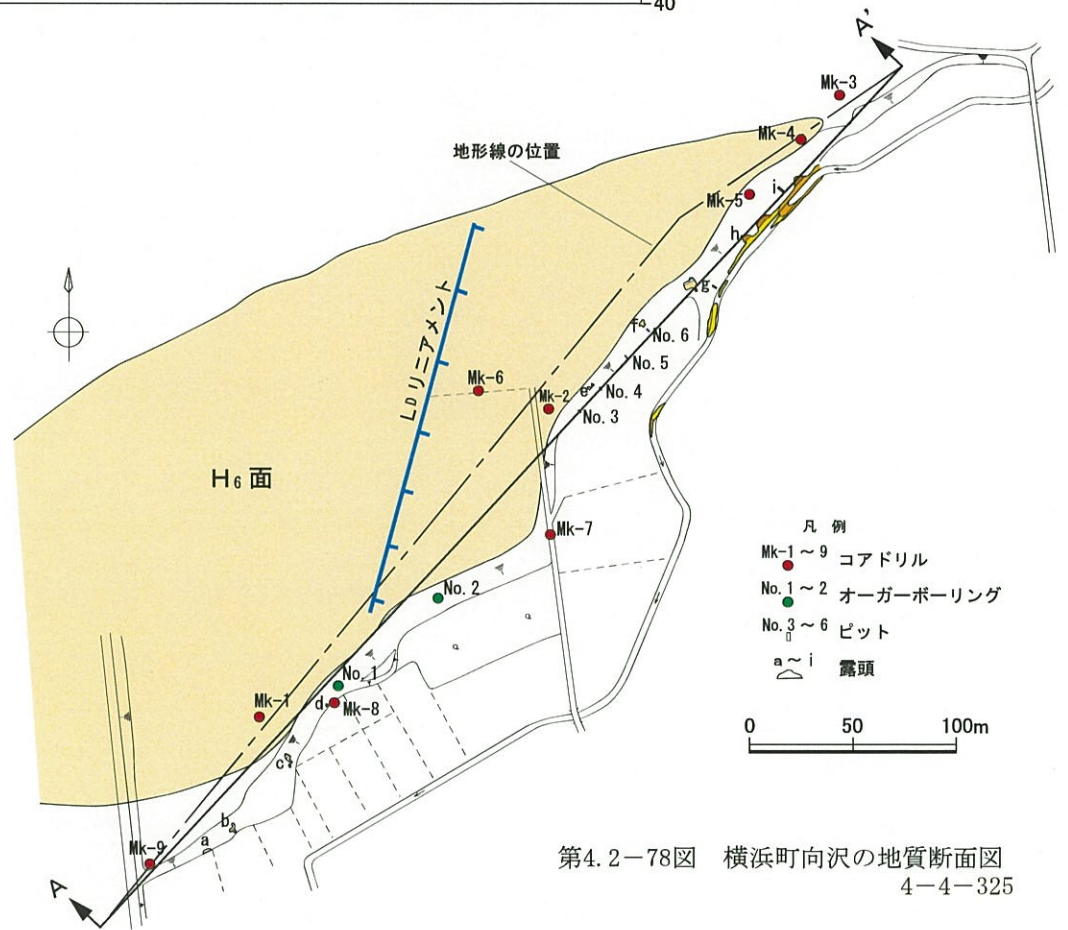 40
A'
Mk-3
Mk-4
地形線の位置
Mk-5
i
h
g
f
No.6
No.5
LDリニアメント
Mk-6
Mk-2
e
No.4
No.3
H6面
Mk-7
凡 例
Mk-1～9 コアドリル
No.1～2 オーガーボーリング
No.3～6 ピット
a～i 露頭
No.2
No.1
Mk-1
d
Mk-8
0 50 100m
c
b
a
Mk-9
A
第4.2－78図 横浜町向沢の地質断面図
4－4－325